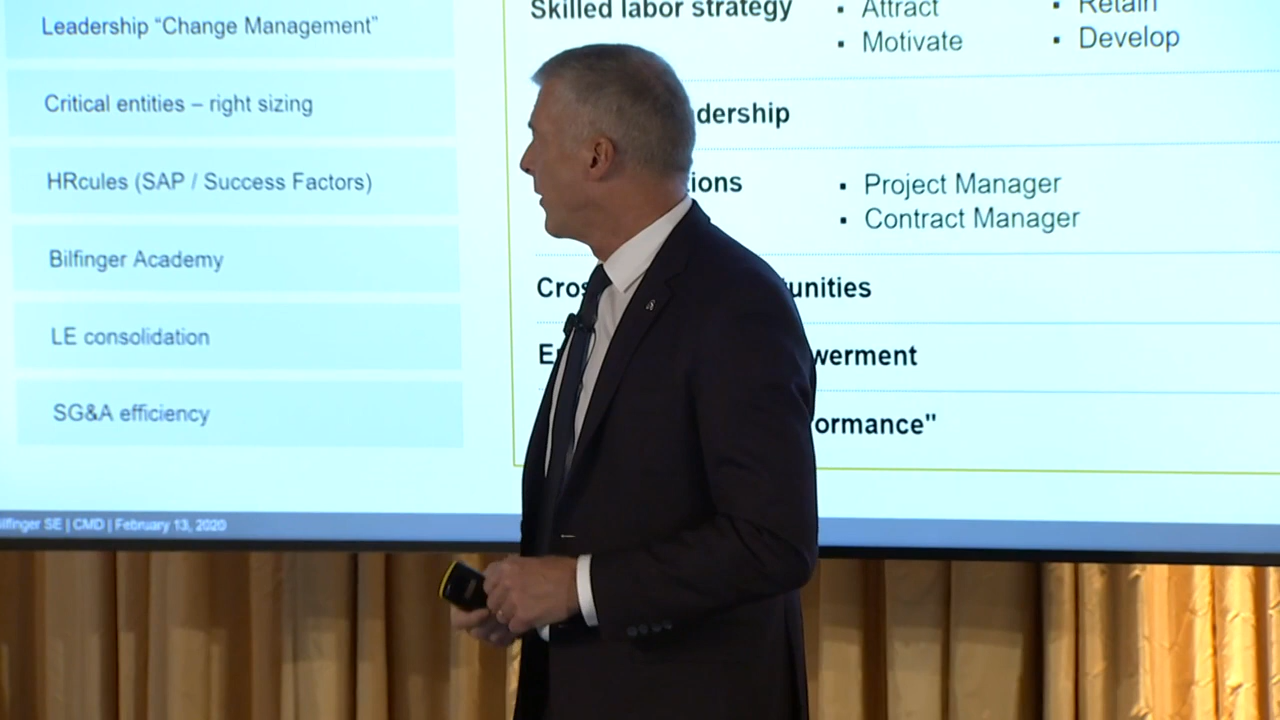 Leadership “Change Management”
Critical entities – right sizing
HRcules (SAP / Success Factors)
Bilfinger Academy
LE consolidation
SG&A efficiency
Skilled labor strategy
▪ Attract
▪ Motivate
▪ Retain
▪ Develop
dership
tions
▪ Project Manager
▪ Contract Manager
Cros unities
werment
ormance"
ilfinger SE | CMD | February 13, 2020